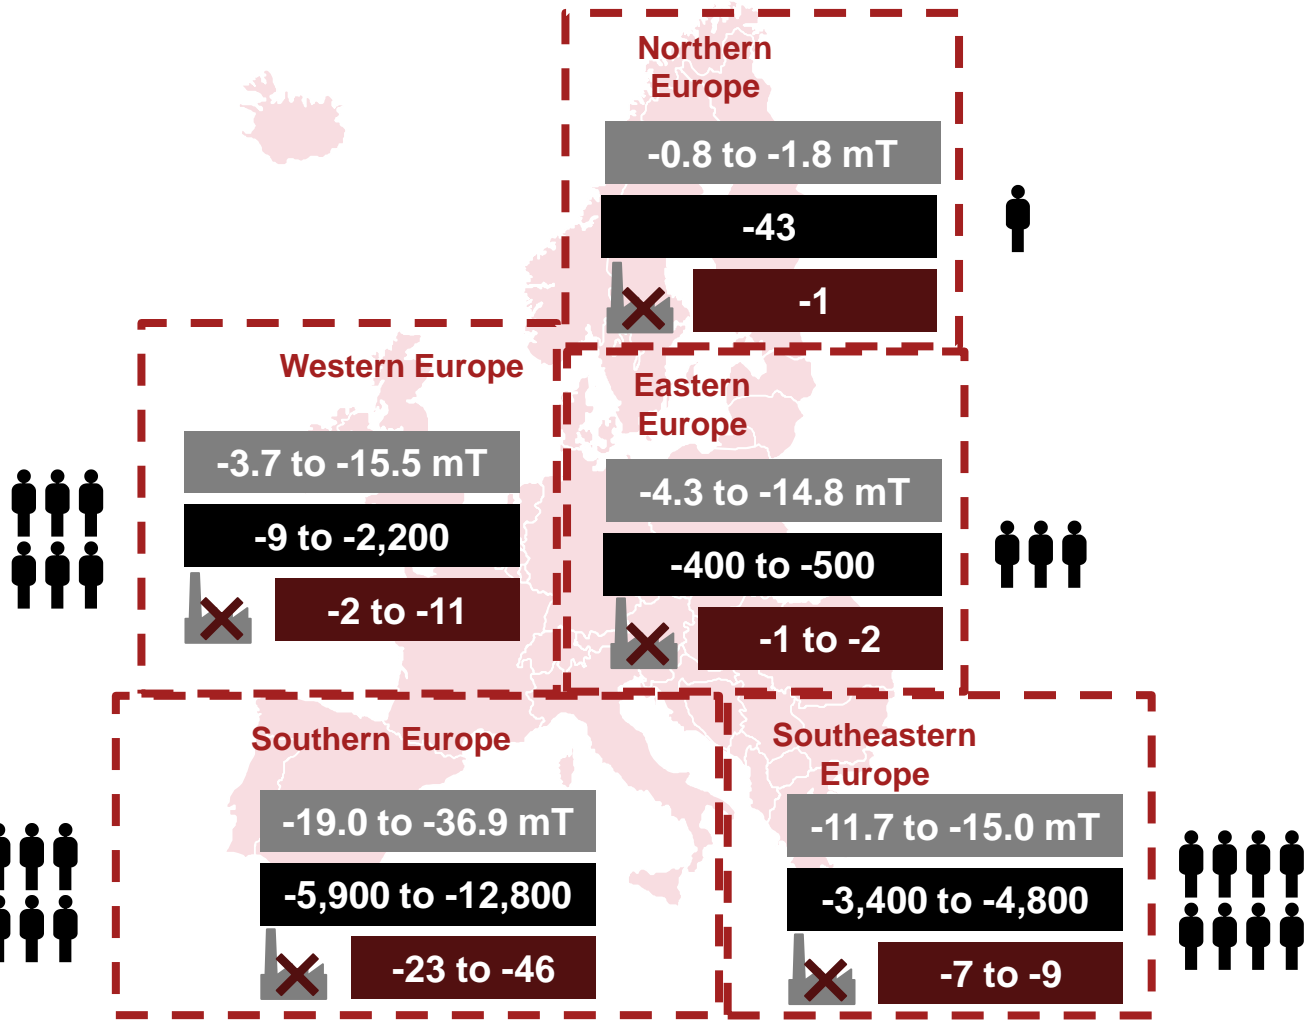 Northern
Europe
-0.8 to -1.8 mT
-43
-1
Western Europe
-3.7 to -15.5 mT
-9 to -2,200
-2 to -11
Eastern
Europe
-4.3 to -14.8 mT
-400 to -500
-1 to -2
Southern Europe
-19.0 to -36.9 mT
-5,900 to -12,800
-23 to -46
Southeastern
Europe
-11.7 to -15.0 mT
-3,400 to -4,800
-7 to -9